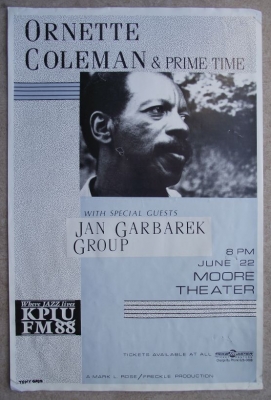 ORNETTE
COLEMAN & PRIME TIME
WITH SPECIAL GUESTS
JAN GARBAREK
GROUP
8 PM
JUNE 22
MOORE
THEATER
Where JAZZ lives
KPLU
FM 88
TICKETS AVAILABLE AT ALL
A MARK L. ROSE/FRECKLE PRODUCTION